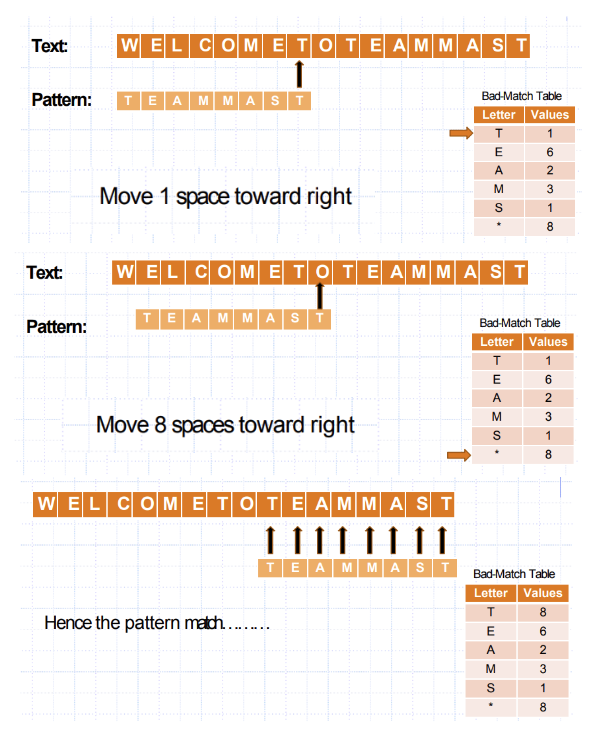 Text: W E L C O M E T O T E A M M A S T
Pattern: T E A M M A S T
Bad-Match Table
Letter Values
T 1
E 6
A 2
M 3
S 1
* 8
Move 1 space toward right
Text: W E L C O M E T O T E A M M A S T
Pattern: T E A M M A S T
Bad-Match Table
Letter Values
T 1
E 6
A 2
M 3
S 1
* 8
Move 8 spaces toward right
W E L C O M E T O T E A M M A S T
T E A M M A S T
Bad-Match Table
Letter Values
T 8
E 6
A 2
M 3
S 1
* 8
Hence the pattern match.........